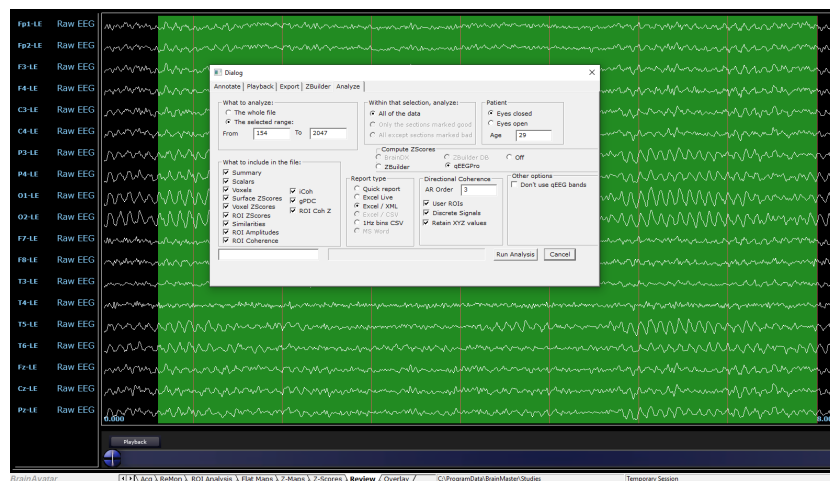 Fp1-LE Raw EEG
Fp2-LE Raw EEG
F3-LE Raw EEG
F4-LE Raw EEG
C3-LE Raw EEG
C4-LE Raw EEG
P3-LE Raw EEG
P4-LE Raw EEG
O1-LE Raw EEG
O2-LE Raw EEG
F7-LE Raw EEG
F8-LE Raw EEG
T3-LE Raw EEG
T4-LE Raw EEG
T5-LE Raw EEG
T6-LE Raw EEG
Fz-LE Raw EEG
Cz-LE Raw EEG
Pz-LE Raw EEG
Dialog
Annotate Playback Export ZBuilder Analyze
What to analyze:
The whole file
The selected range:
From 154 To 2047
Within that selection, analyze:
All of the data
Only the sections marked good
All except sections marked bad
Patient
Eyes closed
Eyes open
Age 29
Compute ZScores
BrainDX ZBuilder DB Off
ZBuilder qEEGPro
What to include in the file:
Summary
Scalars
Voxels
Surface ZScores
Voxel ZScores
ROI ZScores
Similarities
ROI Amplitudes
ROI Coherence
iCoh
gPDC
ROI Coh Z
Report type
Quick report
Excel Live
Excel / XML
Excel / CSV
1Hz bins CSV
MS Word
Directional Coherence
AR Order 3
User ROIs
Discrete Signals
Retain XYZ values
Other options
Don't use qEEG bands
Run Analysis Cancel
0.000 8.0
Playback
BrainAvatar Acq ReMon ROI Analysis Flat Maps Z-Maps Z-Scores Review Overlay C:\ProgramData\BrainMaster\Studies Temporary Session